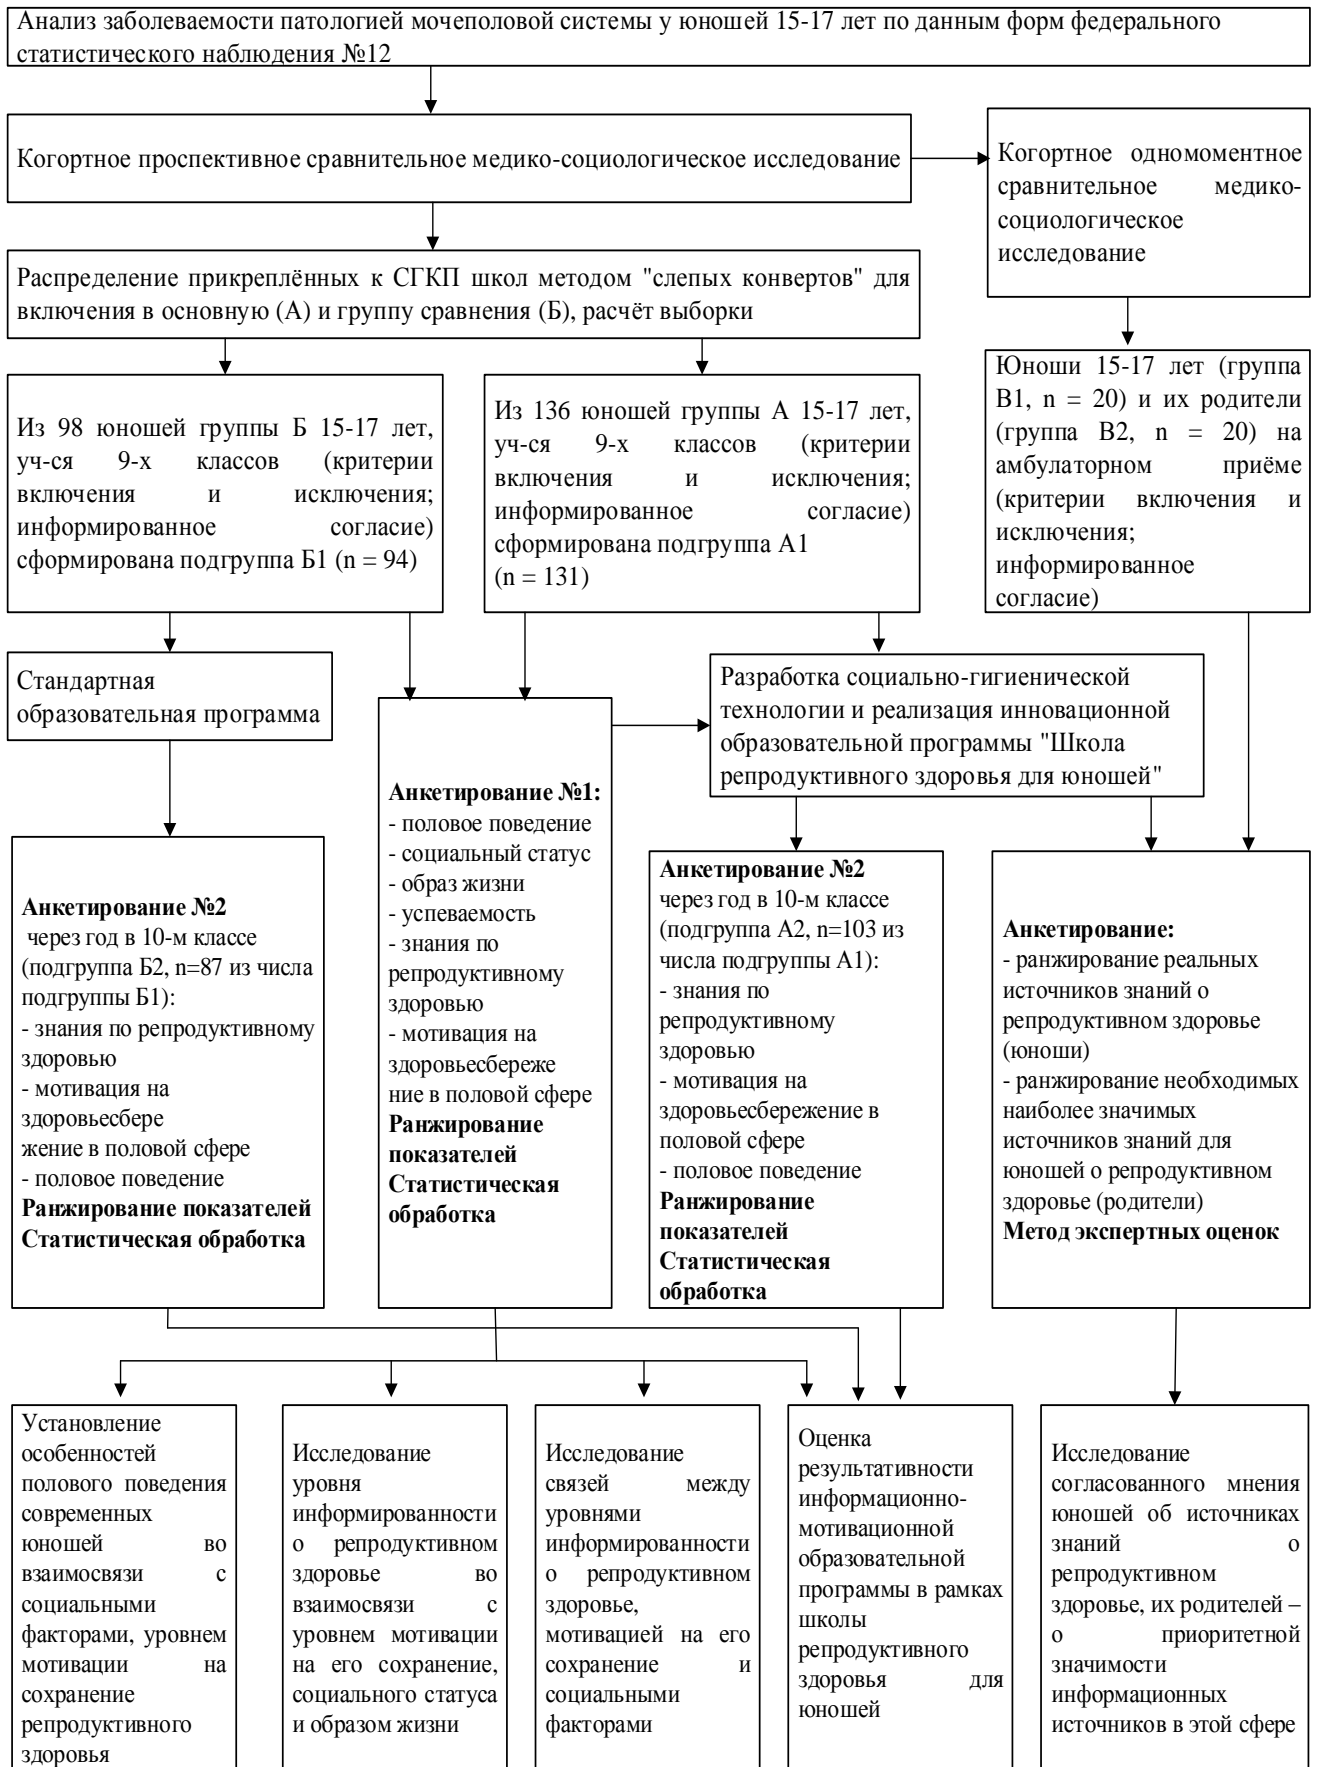 Анализ заболеваемости патологией мочеполовой системы у юношей 15-17 лет по данным форм федерального
статистического наблюдения №12
Когортное проспективное сравнительное медико-социологическое исследование
Когортное одномоментное
сравнительное медико-
социологическое
исследование
Распределение прикреплённых к СГКП школ методом "слепых конвертов" для
включения в основную (А) и группу сравнения (Б), расчёт выборки
Из 98 юношей группы Б 15-17 лет,
уч-ся 9-х классов (критерии
включения и исключения;
информированное согласие)
сформирована подгруппа Б1 (n = 94)
Из 136 юношей группы А 15-17 лет,
уч-ся 9-х классов (критерии
включения и исключения;
информированное согласие)
сформирована подгруппа А1
(n = 131)
Юноши 15-17 лет (группа
В1, n = 20) и их родители
(группа В2, n = 20) на
амбулаторном приёме
(критерии включения и
исключения;
информированное
согласие)
Стандартная
образовательная программа
Разработка социально-гигиенической
технологии и реализация инновационной
образовательной программы "Школа
репродуктивного здоровья для юношей"
Анкетирование №2
через год в 10-м классе
(подгруппа Б2, n=87 из числа
подгруппы Б1):
- знания по репродуктивному
здоровью
- мотивация на
здоровьесбере
жение в половой сфере
- половое поведение
Ранжирование показателей
Статистическая обработка
Анкетирование №1:
- половое поведение
- социальный статус
- образ жизни
- успеваемость
- знания по
репродуктивному
здоровью
- мотивация на
здоровьесбереже
ние в половой сфере
Ранжирование
показателей
Статистическая
обработка
Анкетирование №2
через год в 10-м классе
(подгруппа А2, n=103 из
числа подгруппы А1):
- знания по
репродуктивному
здоровью
- мотивация на
здоровьесбережение в
половой сфере
- половое поведение
Ранжирование
показателей
Статистическая
обработка
Анкетирование:
- ранжирование реальных
источников знаний о
репродуктивном здоровье
(юноши)
- ранжирование необходимых
наиболее значимых
источников знаний для
юношей о репродуктивном
здоровье (родители)
Метод экспертных оценок
Установление
особенностей
полового поведения
современных
юношей во
взаимосвязи с
социальными
факторами, уровнем
мотивации на
сохранение
репродуктивного
здоровья
Исследование
уровня
информированности
о репродуктивном
здоровье во
взаимосвязи с
уровнем мотивации
на его сохранение,
социального статуса
и образом жизни
Исследование
связей между
уровнями
информированности
о репродуктивном
здоровье,
мотивацией на его
сохранение и
социальными
факторами
Оценка
результативности
информационно-
мотивационной
образовательной
программы в рамках
школы
репродуктивного
здоровья для
юношей
Исследование
согласованного мнения
юношей об источниках
знаний о
репродуктивном
здоровье, их родителей –
о приоритетной
значимости
информационных
источников в этой сфере